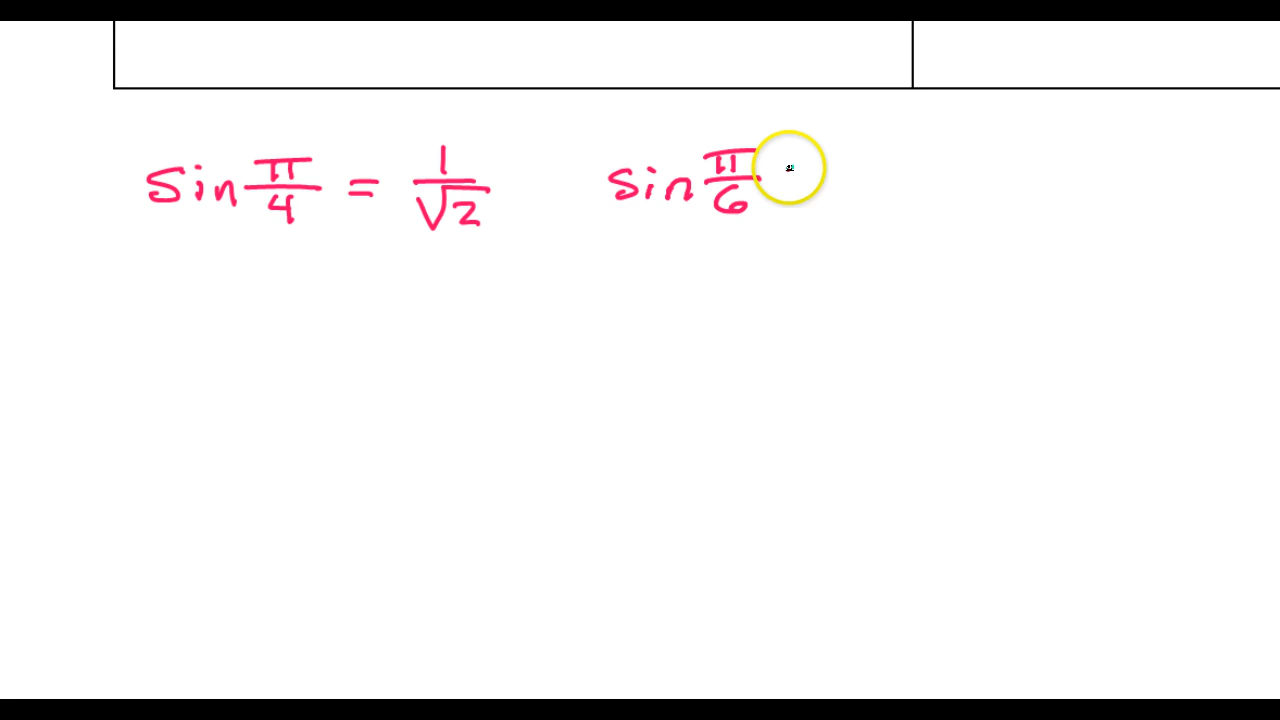 sin π/4 = 1/√2 sin π/6